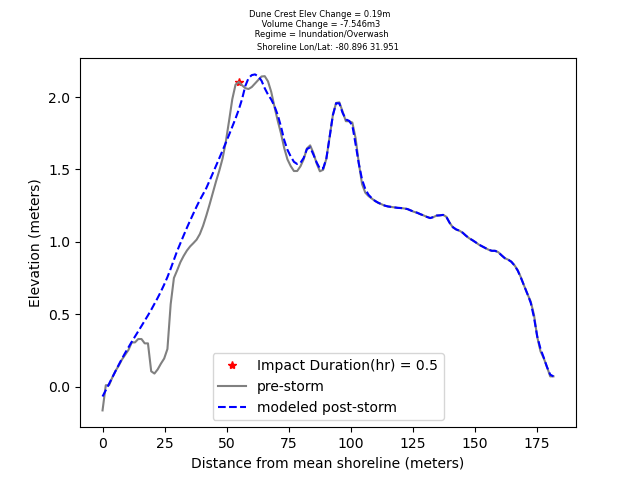 Dune Crest Elev Change = 0.19m
Volume Change = -7.546m3
Regime = Inundation/Overwash
Shoreline Lon/Lat: -80.896 31.951
2.0
1.5
1.0
0.5
0.0
Elevation (meters)
Impact Duration(hr) = 0.5
pre-storm
modeled post-storm
0 25 50 75 100 125 150 175
Distance from mean shoreline (meters)